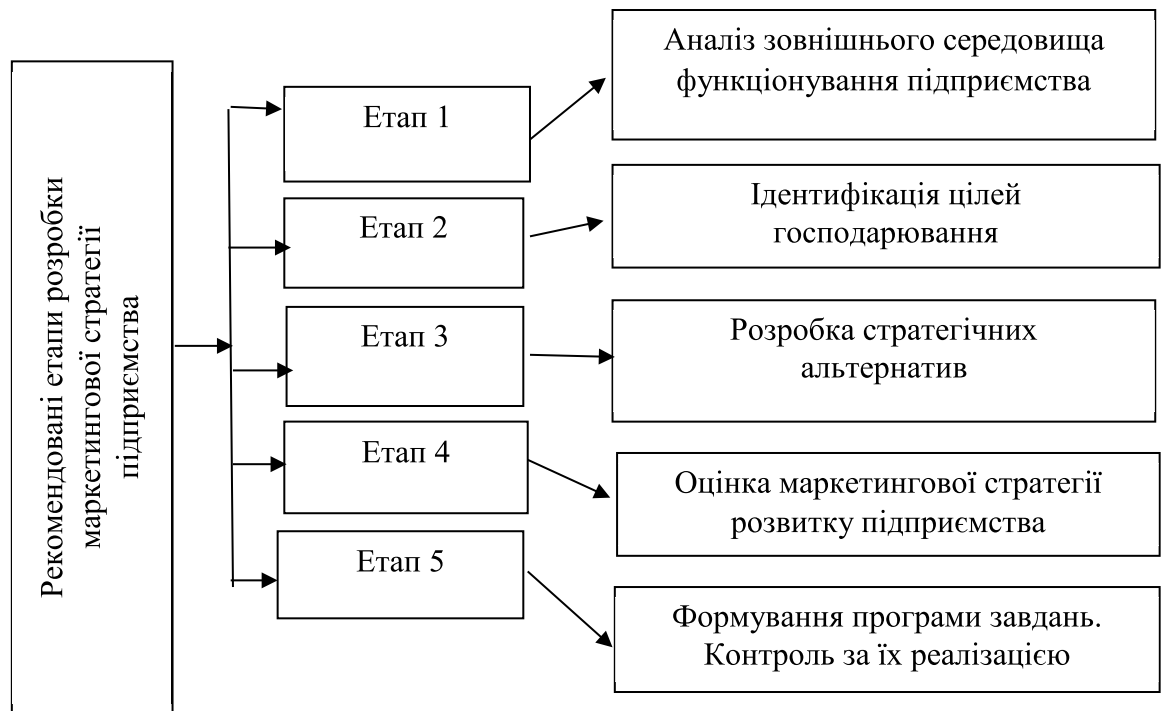 Рекомендовані етапи розробки
маркетингової стратегії
підприємства
Етап 1
Аналіз зовнішнього середовища
функціонування підприємства
Етап 2
Ідентифікація цілей
господарювання
Етап 3
Розробка стратегічних
альтернатив
Етап 4
Оцінка маркетингової стратегії
розвитку підприємства
Етап 5
Формування програми завдань.
Контроль за їх реалізацією